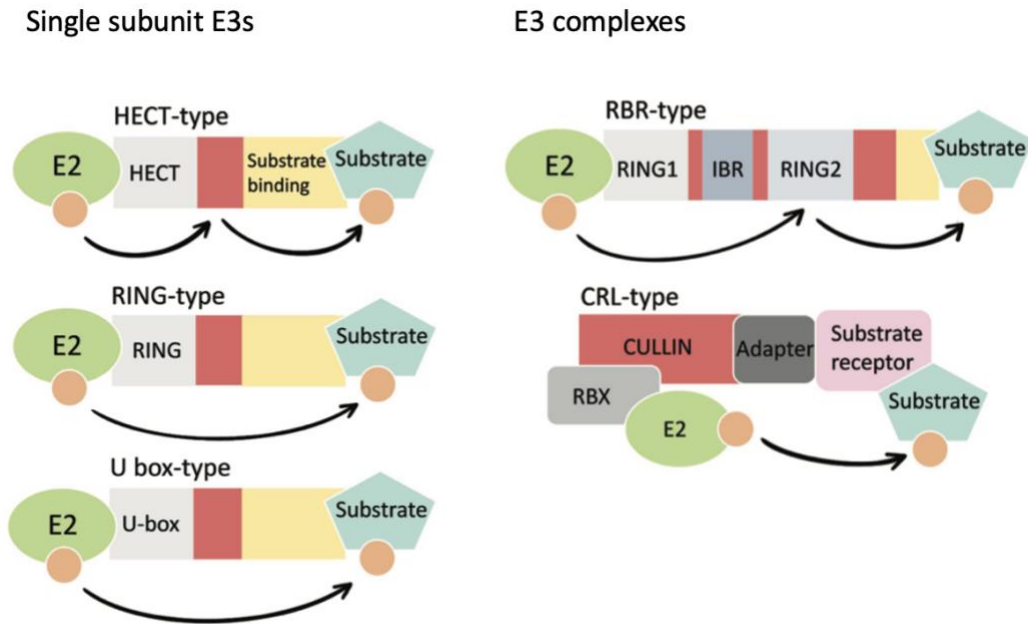 Single subunit E3s
E3 complexes
HECT-type
E2
HECT
Substrate
binding
Substrate
RING-type
E2
RING
Substrate
U box-type
E2
U-box
Substrate
RBR-type
E2
RING1
IBR
RING2
Substrate
CRL-type
CULLIN
Adapter
Substrate
receptor
RBX
E2
Substrate